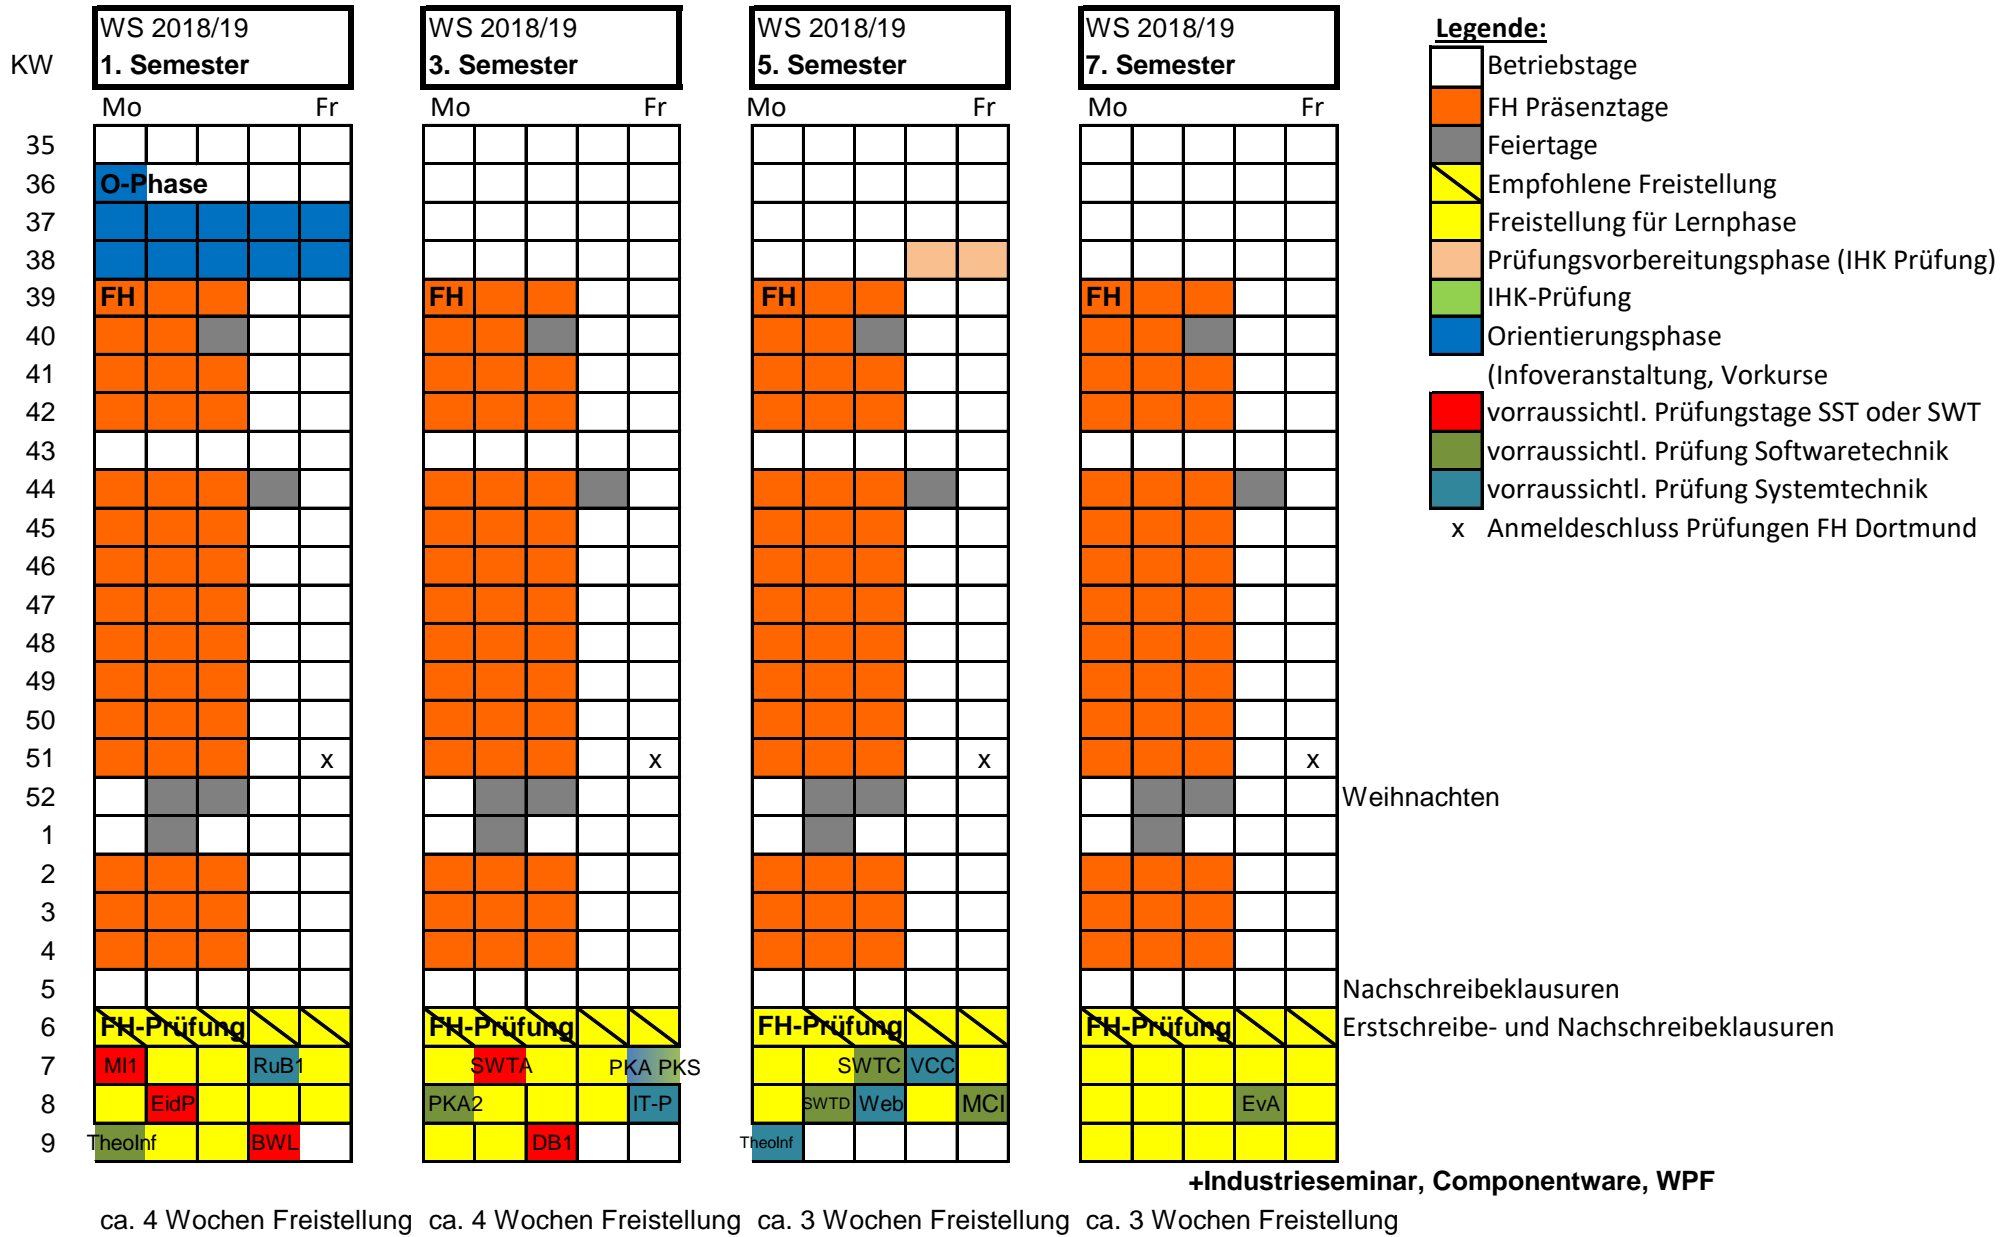 WS 2018/19 WS 2018/19 WS 2018/19 WS 2018/19 Legende:
KW 1. Semester 3. Semester 5. Semester 7. Semester Betriebstage
Mo Fr Mo Fr Mo Fr Mo Fr FH Präsenztage
35 Feiertage
36 O-Phase Empfohlene Freistellung
37 Freistellung für Lernphase
38 Prüfungsvorbereitungsphase (IHK Prüfung)
39 FH FH FH FH IHK-Prüfung
40 Orientierungsphase
41 (Infoveranstaltung, Vorkurse
42 vorraussichtl. Prüfungstage SST oder SWT
43 vorraussichtl. Prüfung Softwaretechnik
44 vorraussichtl. Prüfung Systemtechnik
45 x Anmeldeschluss Prüfungen FH Dortmund
46
47
48
49
50
51 x x x x
52 Weihnachten
1
2
3
4
5 Nachschreibeklausuren
6 FH-Prüfung FH-Prüfung FH-Prüfung FH-Prüfung Erstschreibe- und Nachschreibeklausuren
7 MI1 RuB1 SWTA PKA PKS SWTC VCC
8 EidP PKA2 IT-P SWTD Web MCI EvA
9 TheoInf BWL DB1 TheoInf
+Industrieseminar, Componentware, WPF
ca. 4 Wochen Freistellung ca. 4 Wochen Freistellung ca. 3 Wochen Freistellung ca. 3 Wochen Freistellung